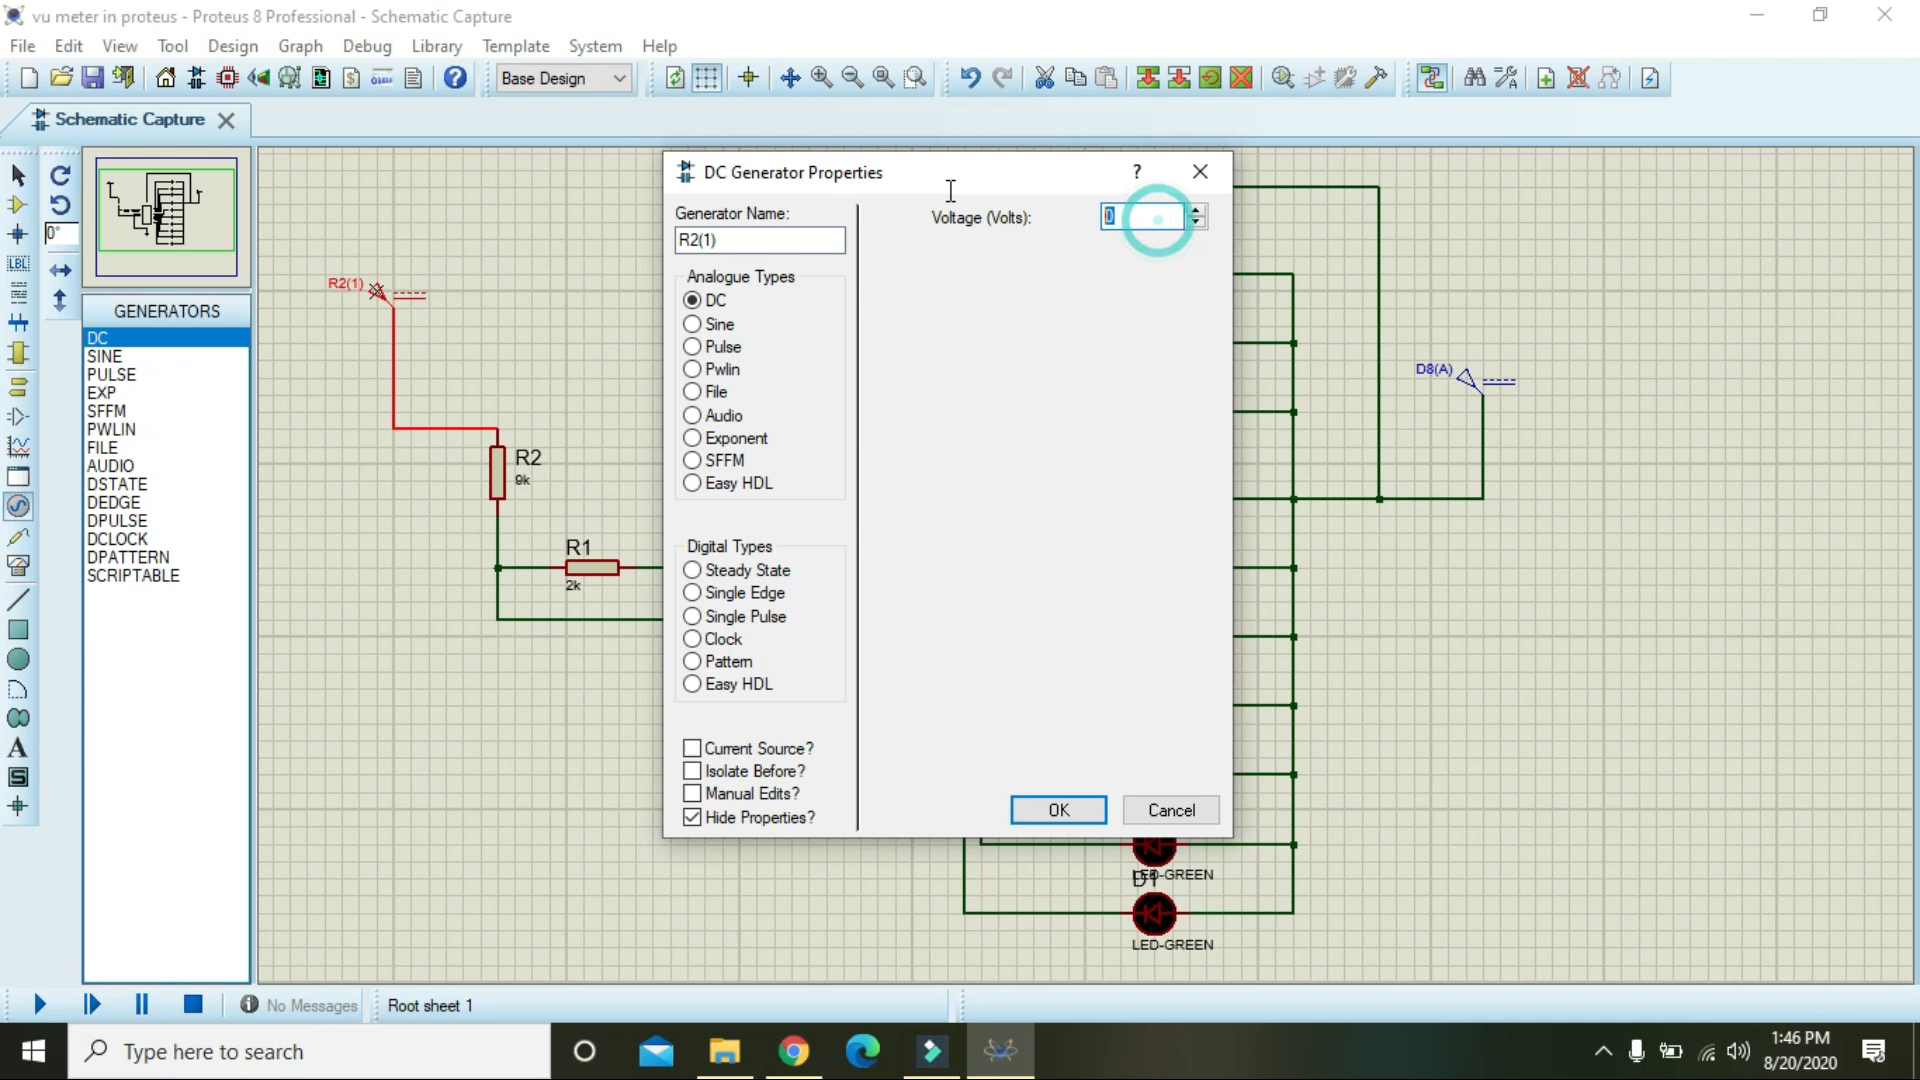 vu meter in proteus - Proteus 8 Professional - Schematic Capture
File Edit View Tool Design Graph Debug Library Template System Help
Base Design
Schematic Capture
0°
LBL
GENERATORS
DC
SINE
PULSE
EXP
SFFM
PWLIN
FILE
AUDIO
DSTATE
DEDGE
DPULSE
DCLOCK
DPATTERN
SCRIPTABLE
A
S
R2(1)
R2
9k
R1
2k
DC Generator Properties
?
Generator Name:
R2(1)
Voltage (Volts):
Analogue Types
DC
Sine
Pulse
Pwlin
File
Audio
Exponent
SFFM
Easy HDL
Digital Types
Steady State
Single Edge
Single Pulse
Clock
Pattern
Easy HDL
Current Source?
Isolate Before?
Manual Edits?
Hide Properties?
OK Cancel
D8(A)
LED-GREEN
D1
LED-GREEN
No Messages Root sheet 1
Type here to search
1:46 PM
8/20/2020